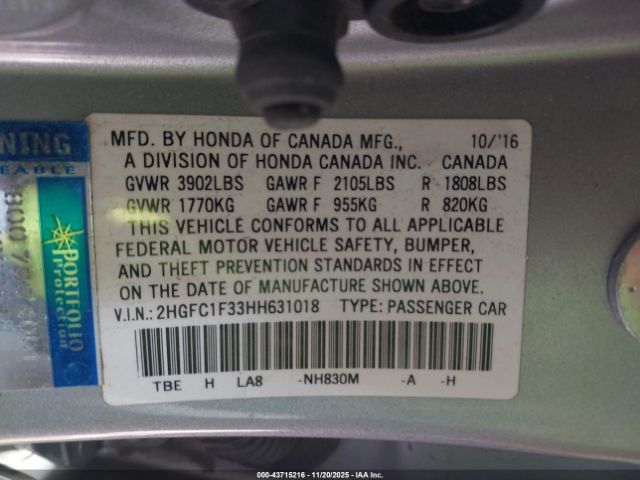 MFD. BY HONDA OF CANADA MFG., 10/'16
A DIVISION OF HONDA CANADA INC. CANADA
GVWR 3902LBS GAWR F 2105LBS R 1808LBS
GVWR 1770KG GAWR F 955KG R 820KG
THIS VEHICLE CONFORMS TO ALL APPLICABLE
FEDERAL MOTOR VEHICLE SAFETY, BUMPER,
AND THEFT PREVENTION STANDARDS IN EFFECT
ON THE DATE OF MANUFACTURE SHOWN ABOVE.
V.I.N.: 2HGFC1F33HH631018 TYPE: PASSENGER CAR
TBE H LA8 -NH830M -A -H
PORTFOLIO
Protection
000-43715216 - 11/20/2025 - IAA Inc.